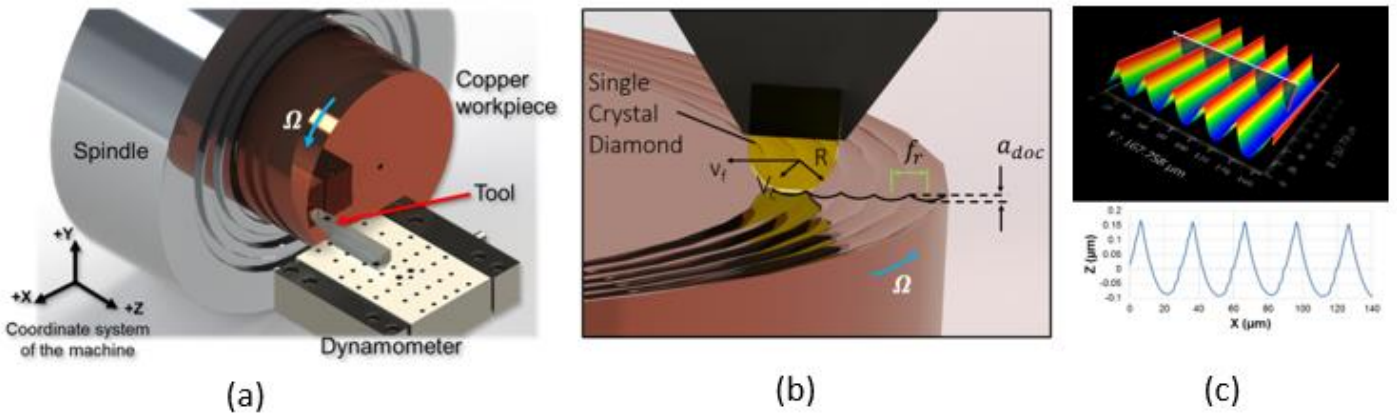 Copper
workpiece
Ω
Spindle
Tool
+Y
+X
+Z
Coordinate system
of the machine
Dynamometer
(a)
Single
Crystal
Diamond
R
v_f
f_r
a_doc
Ω
(b)
Y: 167.758 µm
Z (µm)
0.2
0.15
0.1
0.05
0
-0.05
-0.1
0 20 40 60 80 100 120 140
X (µm)
(c)